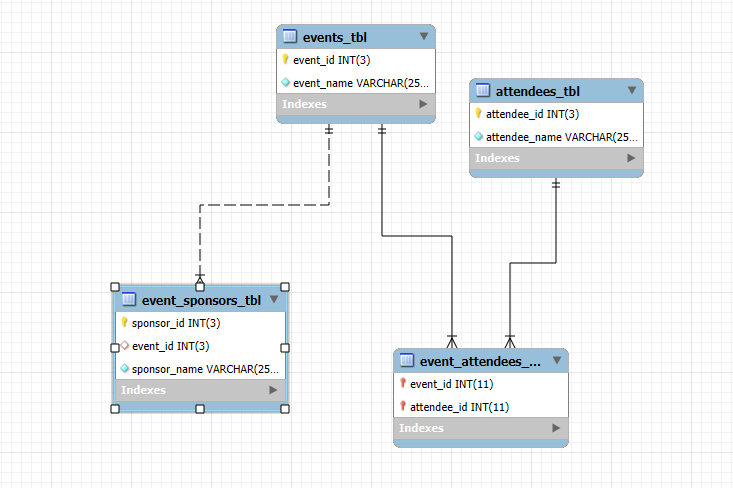 events_tbl
event_id INT(3)
event_name VARCHAR(25...
Indexes
attendees_tbl
attendee_id INT(3)
attendee_name VARCHAR(25...
Indexes
event_sponsors_tbl
sponsor_id INT(3)
event_id INT(3)
sponsor_name VARCHAR(25...
Indexes
event_attendees_...
event_id INT(11)
attendee_id INT(11)
Indexes